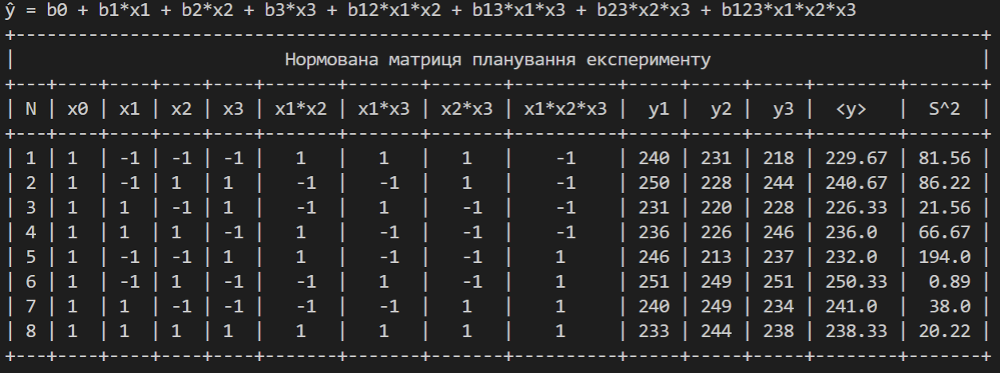 ŷ = b0 + b1*x1 + b2*x2 + b3*x3 + b12*x1*x2 + b13*x1*x3 + b23*x2*x3 + b123*x1*x2*x3
Нормована матриця планування експерименту
| N | x0 | x1 | x2 | x3 | x1*x2 | x1*x3 | x2*x3 | x1*x2*x3 | y1 | y2 | y3 | <y> | S^2 |
| 1 | 1 | -1 | -1 | -1 | 1 | 1 | 1 | -1 | 240 | 231 | 218 | 229.67 | 81.56 |
| 2 | 1 | -1 | 1 | 1 | -1 | -1 | 1 | -1 | 250 | 228 | 244 | 240.67 | 86.22 |
| 3 | 1 | 1 | -1 | 1 | -1 | 1 | -1 | -1 | 231 | 220 | 228 | 226.33 | 21.56 |
| 4 | 1 | 1 | 1 | -1 | 1 | -1 | -1 | -1 | 236 | 226 | 246 | 236.0 | 66.67 |
| 5 | 1 | -1 | -1 | 1 | 1 | -1 | -1 | 1 | 246 | 213 | 237 | 232.0 | 194.0 |
| 6 | 1 | -1 | 1 | -1 | -1 | 1 | -1 | 1 | 251 | 249 | 251 | 250.33 | 0.89 |
| 7 | 1 | 1 | -1 | -1 | -1 | -1 | 1 | 1 | 240 | 249 | 234 | 241.0 | 38.0 |
| 8 | 1 | 1 | 1 | 1 | 1 | 1 | 1 | 1 | 233 | 244 | 238 | 238.33 | 20.22 |